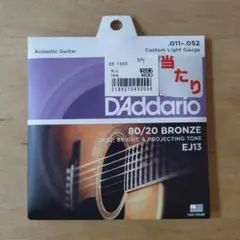 Acoustic Guitar
.011-.052
Custom Light Gauge
当たり
D'Addario
80/20 BRONZE
BRIGHT & PROJECTING TONE
EJ13